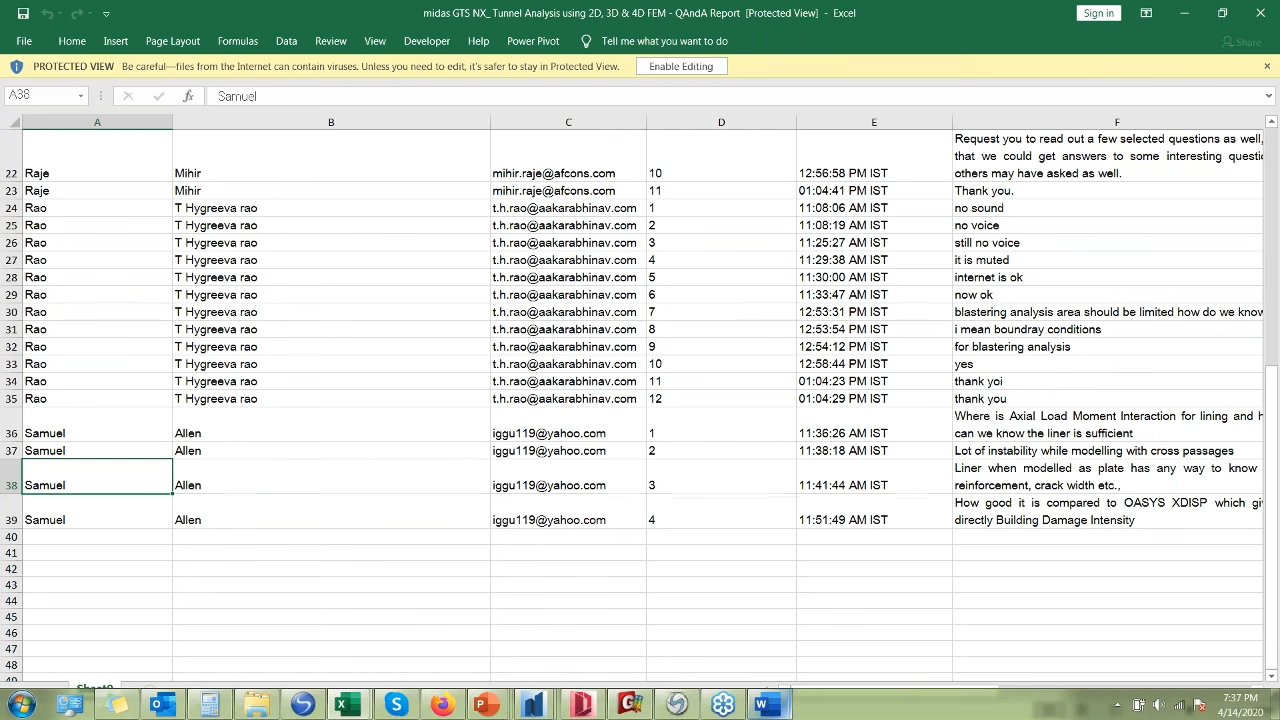 midas GTS NX_ Tunnel Analysis using 2D, 3D & 4D FEM - QAndA Report [Protected View] - Excel
Sign in
File Home Insert Page Layout Formulas Data Review View Developer Help Power Pivot Tell me what you want to do Share
PROTECTED VIEW Be careful—files from the Internet can contain viruses. Unless you need to edit, it's safer to stay in Protected View. Enable Editing
A38 fx Samuel
A B C D E F
Request you to read out a few selected questions as well,
that we could get answers to some interesting questi
22 Raje Mihir mihir.raje@afcons.com 10 12:56:58 PM IST others may have asked as well.
23 Raje Mihir mihir.raje@afcons.com 11 01:04:41 PM IST Thank you.
24 Rao T Hygreeva rao t.h.rao@aakarabhinav.com 1 11:08:06 AM IST no sound
25 Rao T Hygreeva rao t.h.rao@aakarabhinav.com 2 11:08:19 AM IST no voice
26 Rao T Hygreeva rao t.h.rao@aakarabhinav.com 3 11:25:27 AM IST still no voice
27 Rao T Hygreeva rao t.h.rao@aakarabhinav.com 4 11:29:38 AM IST it is muted
28 Rao T Hygreeva rao t.h.rao@aakarabhinav.com 5 11:30:00 AM IST internet is ok
29 Rao T Hygreeva rao t.h.rao@aakarabhinav.com 6 11:33:47 AM IST now ok
30 Rao T Hygreeva rao t.h.rao@aakarabhinav.com 7 12:53:31 PM IST blastering analysis area should be limited how do we know
31 Rao T Hygreeva rao t.h.rao@aakarabhinav.com 8 12:53:54 PM IST i mean boundray conditions
32 Rao T Hygreeva rao t.h.rao@aakarabhinav.com 9 12:54:12 PM IST for blastering analysis
33 Rao T Hygreeva rao t.h.rao@aakarabhinav.com 10 12:58:44 PM IST yes
34 Rao T Hygreeva rao t.h.rao@aakarabhinav.com 11 01:04:23 PM IST thank yoi
35 Rao T Hygreeva rao t.h.rao@aakarabhinav.com 12 01:04:29 PM IST thank you
Where is Axial Load Moment Interaction for lining and h
36 Samuel Allen iggu119@yahoo.com 1 11:36:26 AM IST can we know the liner is sufficient
37 Samuel Allen iggu119@yahoo.com 2 11:38:18 AM IST Lot of instability while modelling with cross passages
Liner when modelled as plate has any way to know
38 Samuel Allen iggu119@yahoo.com 3 11:41:44 AM IST reinforcement, crack width etc.,
How good it is compared to OASYS XDISP which gi
39 Samuel Allen iggu119@yahoo.com 4 11:51:49 AM IST directly Building Damage Intensity
40
41
42
43
44
45
46
47
48
7:37 PM
4/14/2020